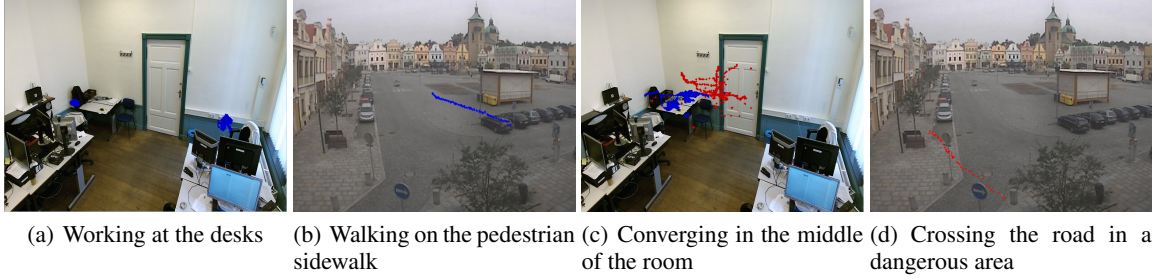 (a) Working at the desks
(b) Walking on the pedestrian
sidewalk
(c) Converging in the middle
of the room
(d) Crossing the road in a
dangerous area